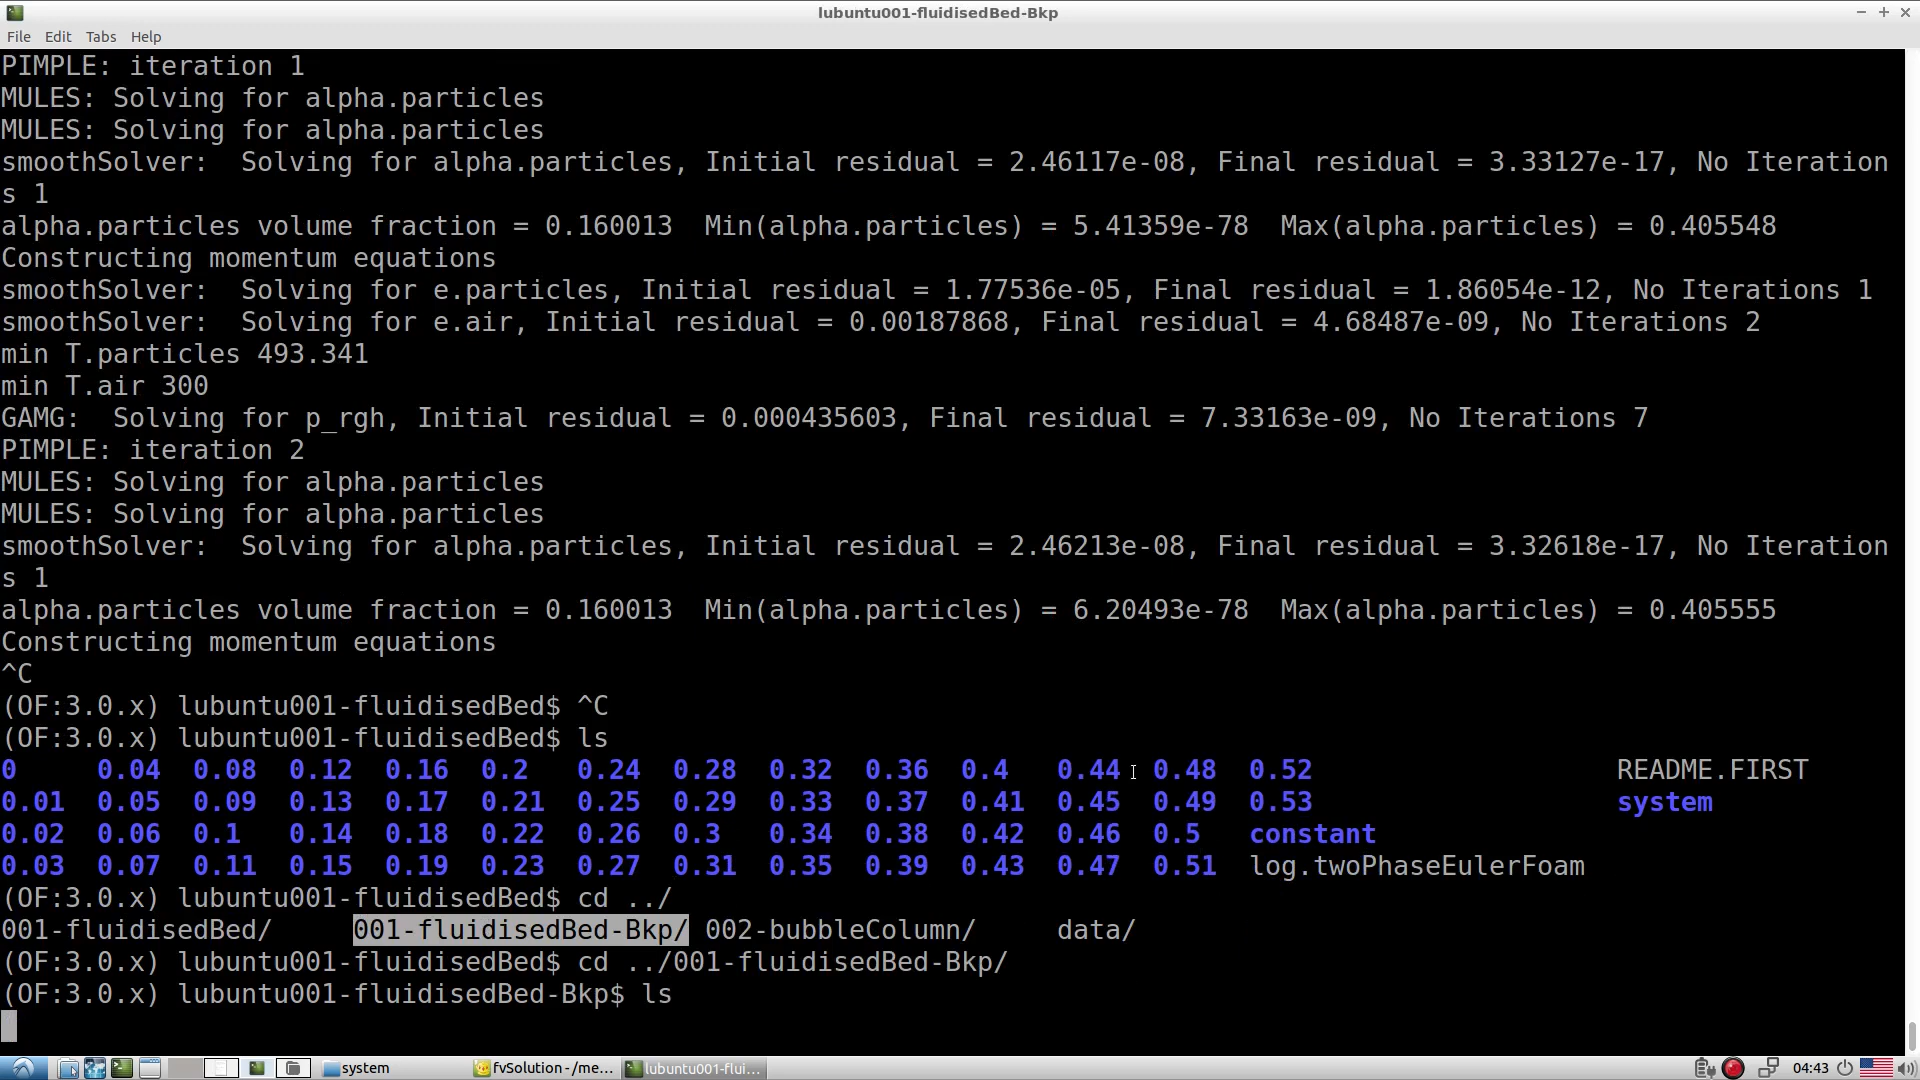 lubuntu001-fluidisedBed-Bkp
File Edit Tabs Help
PIMPLE: iteration 1
MULES: Solving for alpha.particles
MULES: Solving for alpha.particles
smoothSolver:  Solving for alpha.particles, Initial residual = 2.46117e-08, Final residual = 3.33127e-17, No Iteration
s 1
alpha.particles volume fraction = 0.160013  Min(alpha.particles) = 5.41359e-78  Max(alpha.particles) = 0.405548
Constructing momentum equations
smoothSolver:  Solving for e.particles, Initial residual = 1.77536e-05, Final residual = 1.86054e-12, No Iterations 1
smoothSolver:  Solving for e.air, Initial residual = 0.00187868, Final residual = 4.68487e-09, No Iterations 2
min T.particles 493.341
min T.air 300
GAMG:  Solving for p_rgh, Initial residual = 0.000435603, Final residual = 7.33163e-09, No Iterations 7
PIMPLE: iteration 2
MULES: Solving for alpha.particles
MULES: Solving for alpha.particles
smoothSolver:  Solving for alpha.particles, Initial residual = 2.46213e-08, Final residual = 3.32618e-17, No Iteration
s 1
alpha.particles volume fraction = 0.160013  Min(alpha.particles) = 6.20493e-78  Max(alpha.particles) = 0.405555
Constructing momentum equations
^C
(OF:3.0.x) lubuntu001-fluidisedBed$ ^C
(OF:3.0.x) lubuntu001-fluidisedBed$ ls
0 0.04 0.08 0.12 0.16 0.2 0.24 0.28 0.32 0.36 0.4 0.44 0.48 0.52 README.FIRST
0.01 0.05 0.09 0.13 0.17 0.21 0.25 0.29 0.33 0.37 0.41 0.45 0.49 0.53 system
0.02 0.06 0.1 0.14 0.18 0.22 0.26 0.3 0.34 0.38 0.42 0.46 0.5 constant
0.03 0.07 0.11 0.15 0.19 0.23 0.27 0.31 0.35 0.39 0.43 0.47 0.51 log.twoPhaseEulerFoam
(OF:3.0.x) lubuntu001-fluidisedBed$ cd ../
001-fluidisedBed/ 001-fluidisedBed-Bkp/ 002-bubbleColumn/ data/
(OF:3.0.x) lubuntu001-fluidisedBed$ cd ../001-fluidisedBed-Bkp/
(OF:3.0.x) lubuntu001-fluidisedBed-Bkp$ ls
system fvSolution - /me... lubuntu001-flui... 04:43